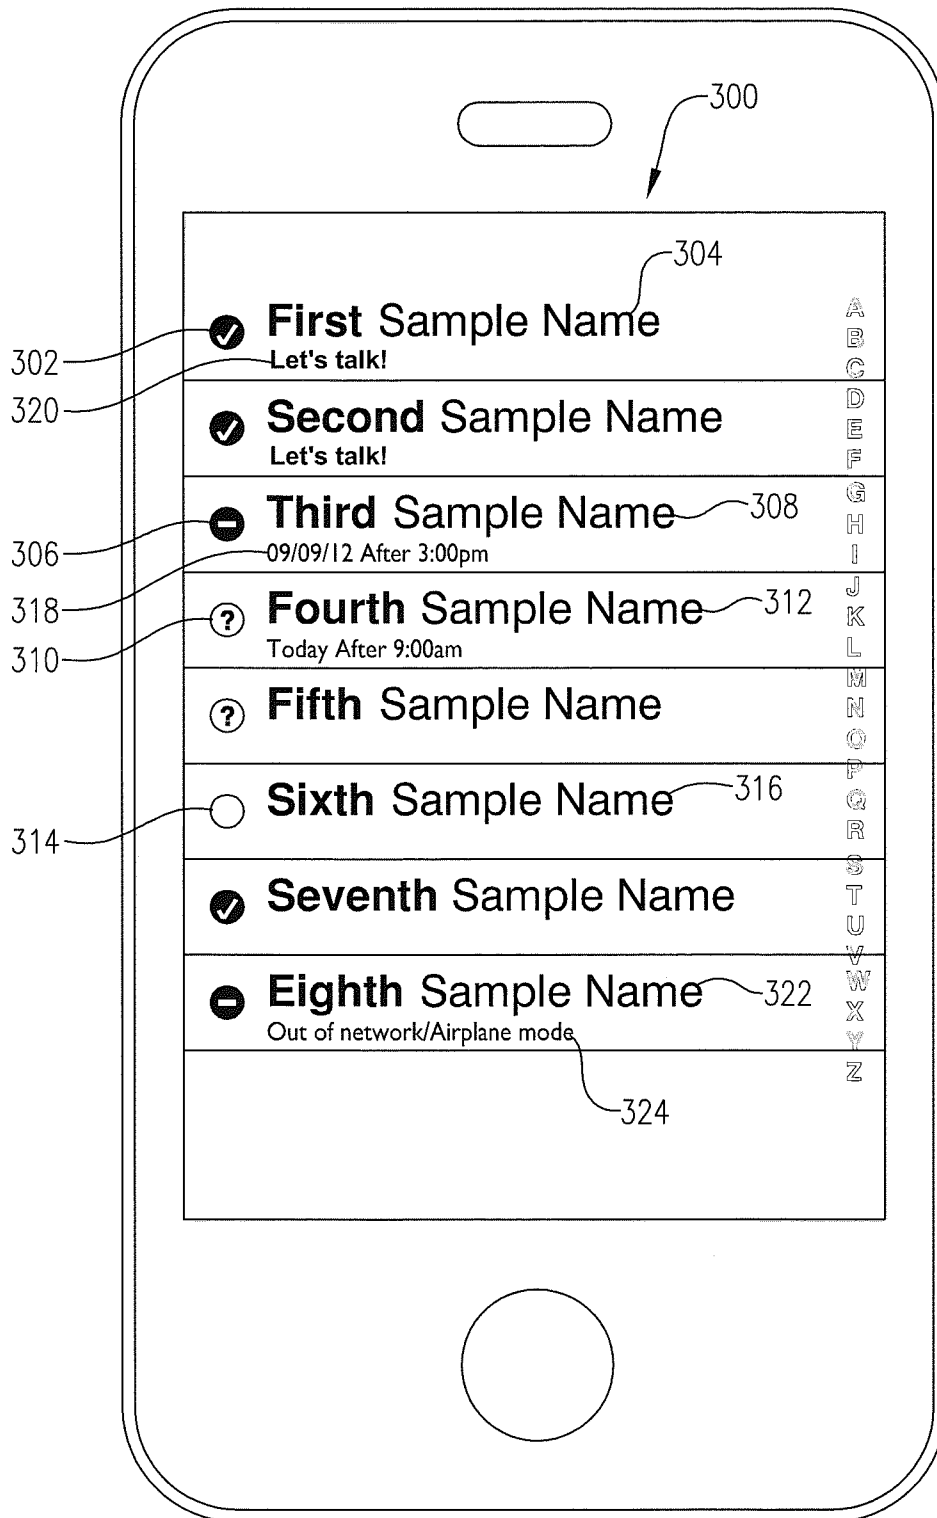 300
304
First Sample Name
302
Let's talk!
320
Second Sample Name
Let's talk!
Third Sample Name
308
306
09/09/12 After 3:00pm
318
Fourth Sample Name
312
?
310
Today After 9:00am
Fifth Sample Name
?
Sixth Sample Name
316
314
Seventh Sample Name
Eighth Sample Name
322
Out of network/Airplane mode
324
A
B
C
D
E
F
G
H
I
J
K
L
M
N
O
P
Q
R
S
T
U
V
W
X
Y
Z